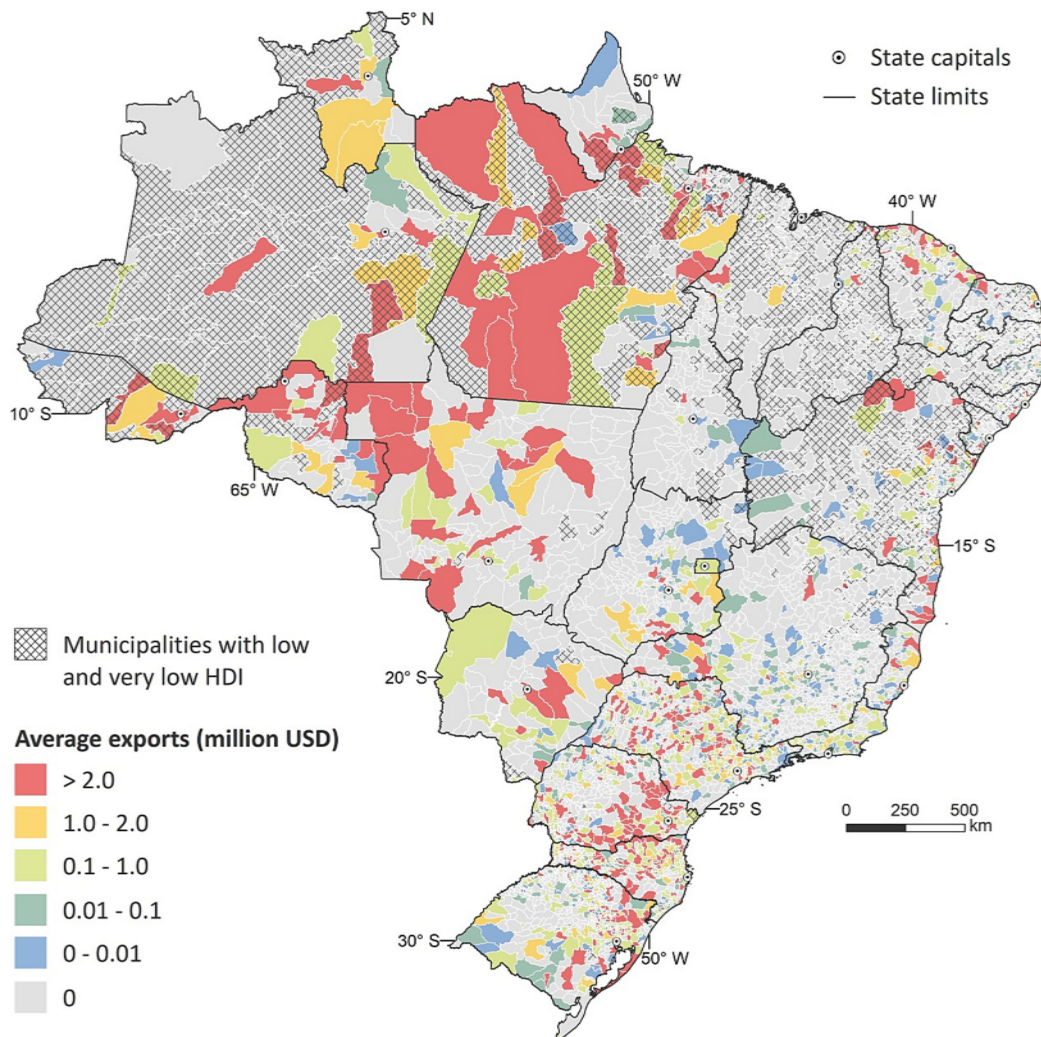 5° N
50° W
State capitals
State limits
40° W
10° S
65° W
15° S
Municipalities with low
and very low HDI
20° S
Average exports (million USD)
> 2.0
1.0 - 2.0
0.1 - 1.0
0.01 - 0.1
0 - 0.01
0
25° S
0 250 500
km
30° S
50° W